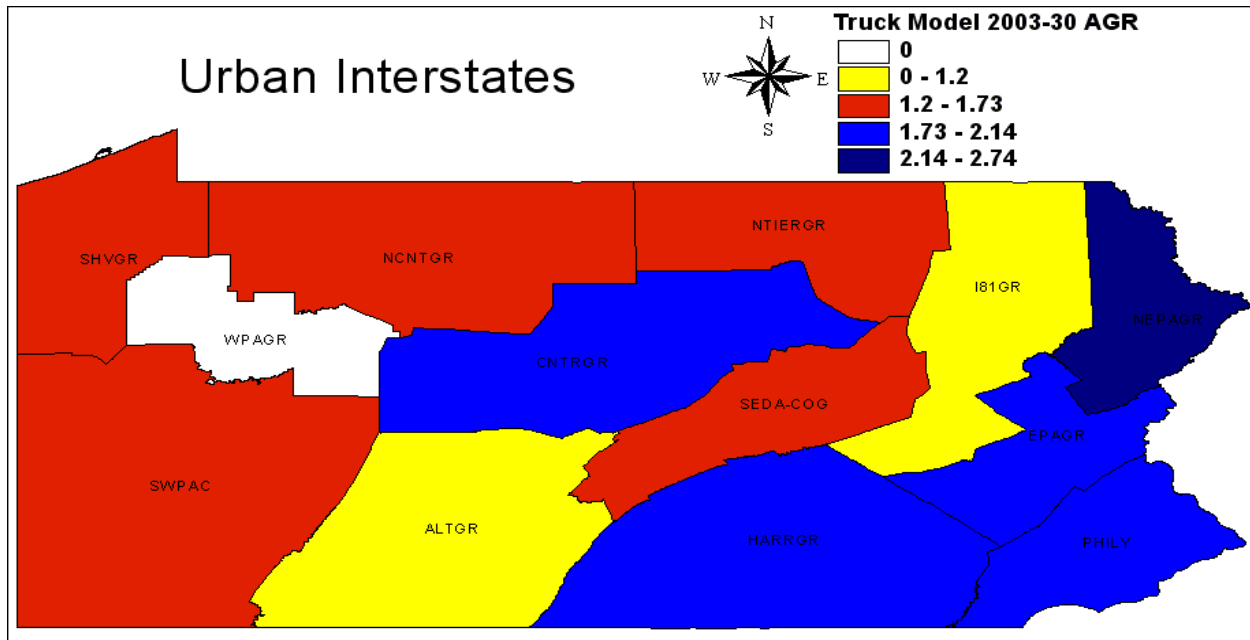 Urban Interstates
N
W E
S
Truck Model 2003-30 AGR
0
0 - 1.2
1.2 - 1.73
1.73 - 2.14
2.14 - 2.74
SHVGR
NCNTGR
NTIERGR
I81GR
NEPAGR
WPAGR
CNTRGR
SEDA-COG
EPAGR
SWPAC
ALTGR
HARRGR
PHILY